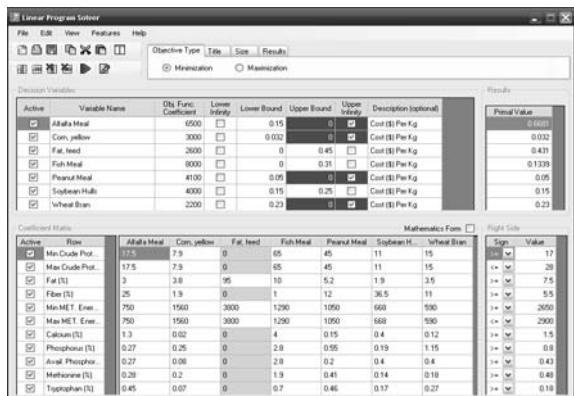 Linear Program Solver
File Edit View Features Help
Objective Type Title Size Results
Minimization Maximization
Decision Variables Results
Active Variable Name Obj. Func. Coefficient Lower Infinity Lower Bound Upper Bound Upper Infinity Description (optional) Primal Value
Alfalfa Meal 6500 0.15 0 Cost ($) Per Kg 0.6681
Corn, yellow 3000 0.032 0 Cost ($) Per Kg 0.032
Fat, feed 2600 0 0.45 Cost ($) Per Kg 0.431
Fish Meal 8000 0 0.31 Cost ($) Per Kg 0.1339
Peanut Meal 4100 0.05 0 Cost ($) Per Kg 0.05
Soybean Hulls 4000 0.15 0.25 Cost ($) Per Kg 0.15
Wheat Bran 2200 0.23 0 Cost ($) Per Kg 0.23
Coefficient Matrix Mathematics Form Right Side
Active Row Alfalfa Meal Corn, yellow Fat, feed Fish Meal Peanut Meal Soybean H... Wheat Bran Sign Value
Min Crude Prot... 17.5 7.9 0 65 45 11 15 >= 17
Max Crude Prot... 17.5 7.9 0 65 45 11 15 <= 28
Fat (%) 3 3.8 95 10 5.2 1.9 3.5 >= 7.5
Fiber (%) 25 1.9 0 1 12 36.5 11 >= 5.5
Min MET. Ener... 750 1560 3800 1290 1050 668 590 >= 2650
Max MET. Ener... 750 1560 3800 1290 1050 668 590 <= 2900
Calcium (%) 1.3 0.02 0 4 0.15 0.4 0.12 >= 1.5
Phosphorus (%) 0.27 0.25 0 2.8 0.55 0.19 1.15 >= 0.8
Avail. Phosphor... 0.27 0.08 0 2.8 0.2 0.4 0.4 >= 0.43
Methionine (%) 0.28 0.2 0 1.9 0.41 0.14 0.18 >= 0.48
Tryptophan (%) 0.45 0.07 0 0.7 0.46 0.17 0.27 >= 0.18